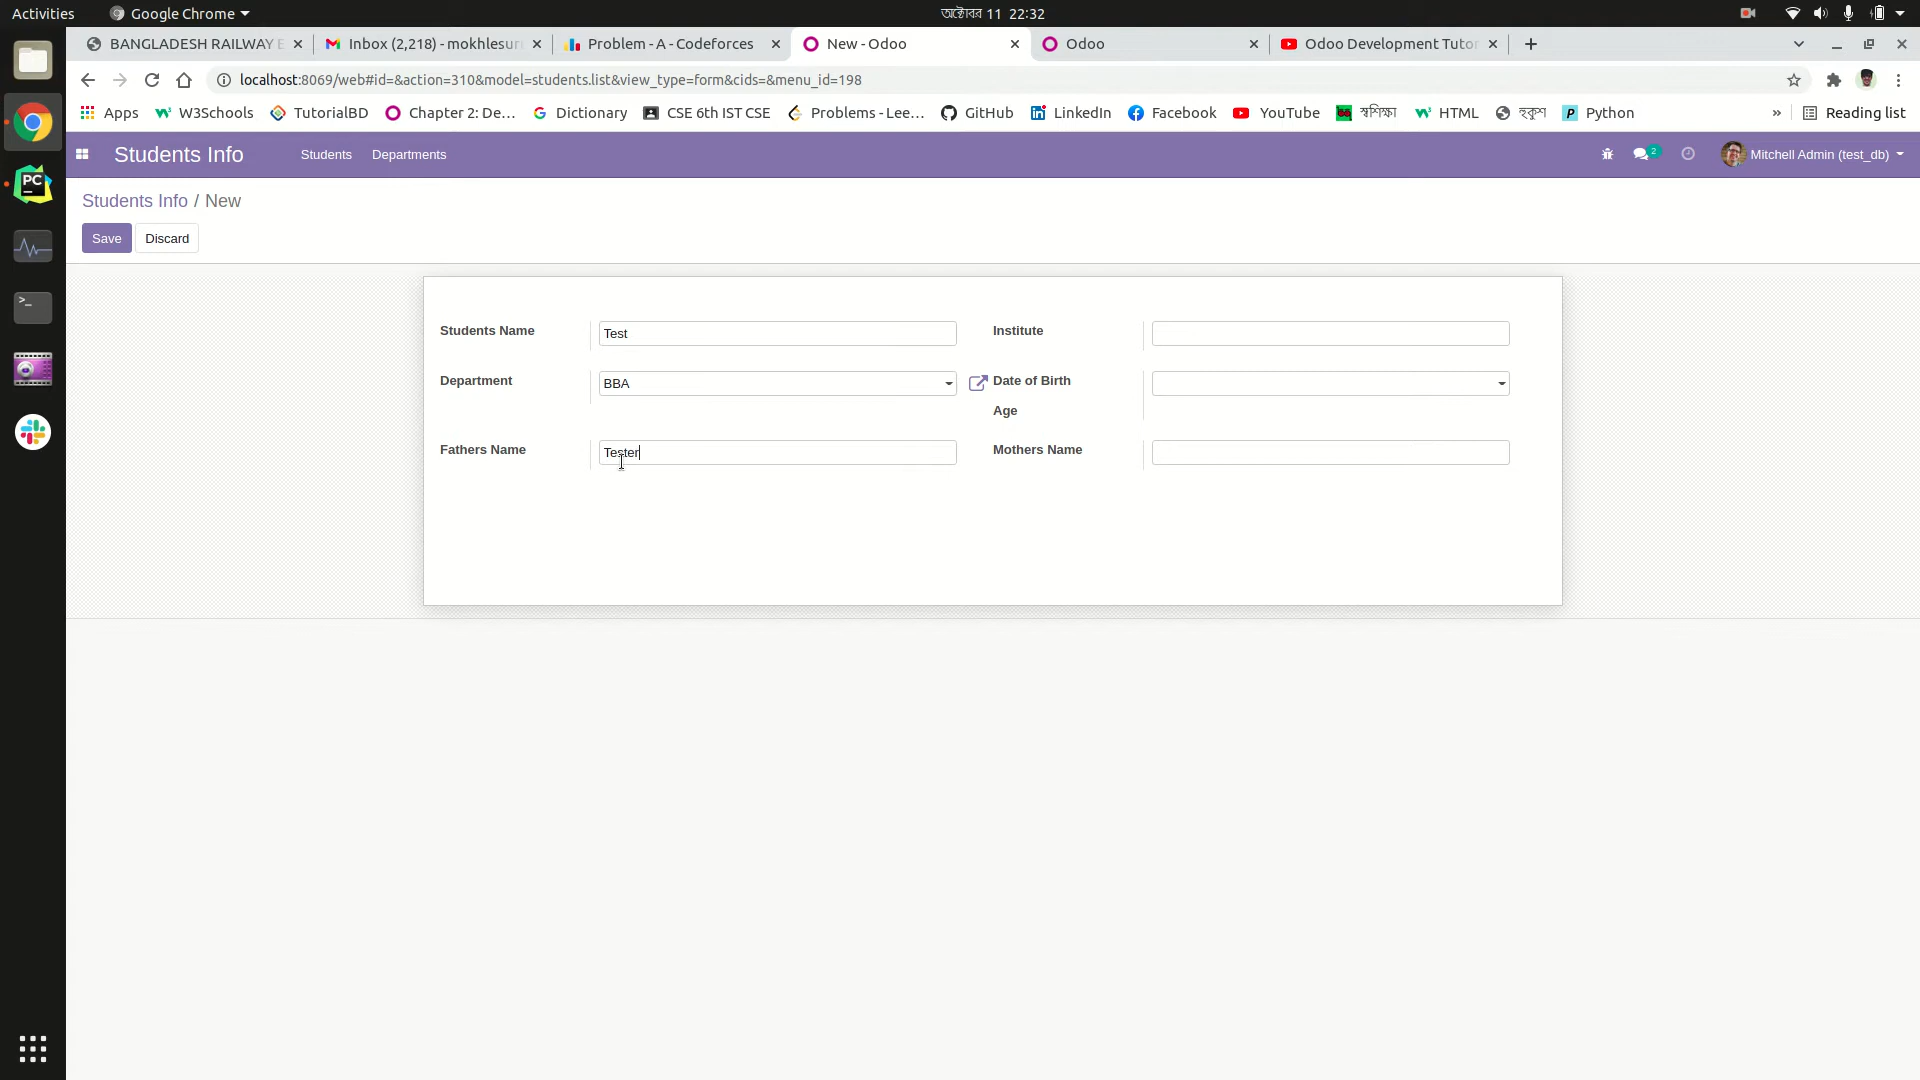 Activities Google Chrome অক্টোবর 11 22:32
BANGLADESH RAILWAY E Inbox (2,218) - mokhlesur Problem - A - Codeforces New - Odoo Odoo Odoo Development Tutor
localhost:8069/web#id=&action=310&model=students.list&view_type=form&cids=&menu_id=198
Apps W3Schools TutorialBD Chapter 2: De... Dictionary CSE 6th IST CSE Problems - Lee... GitHub LinkedIn Facebook YouTube স্বশিক্ষা HTML হুকুশ Python » Reading list
Students Info Students Departments 2 Mitchell Admin (test_db)
Students Info / New
Save Discard
Students Name Test Institute
Department BBA Date of Birth
Age
Fathers Name Tester Mothers Name